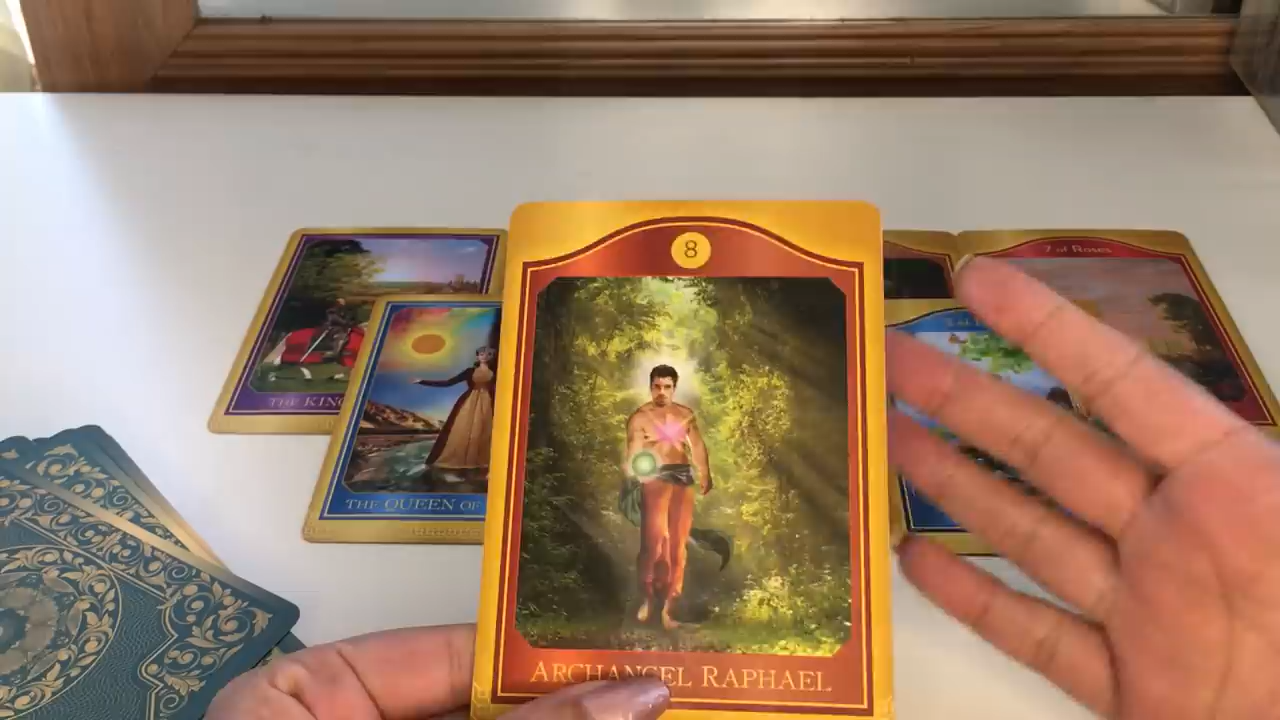 8
ARCHANGEL RAPHAEL
7 of Roses
THE KING
THE QUEEN OF